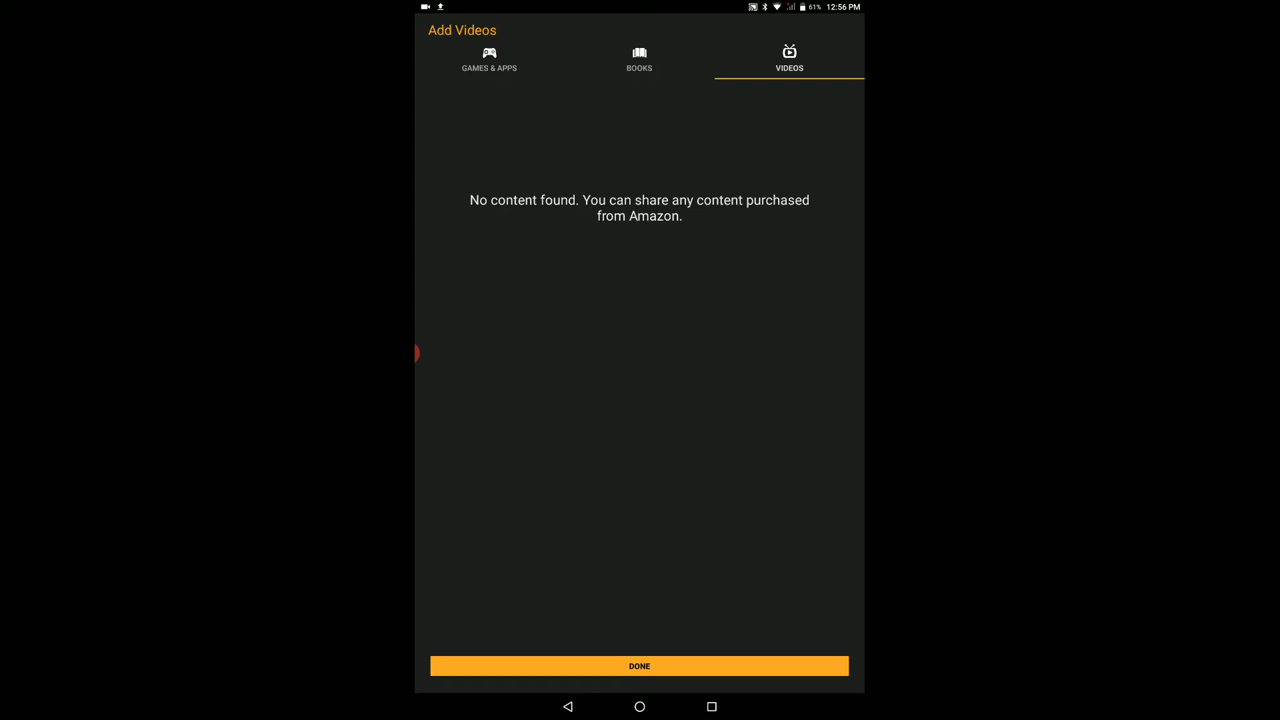 61% 12:56 PM
Add Videos
GAMES & APPS
BOOKS
VIDEOS
No content found. You can share any content purchased
from Amazon.
DONE